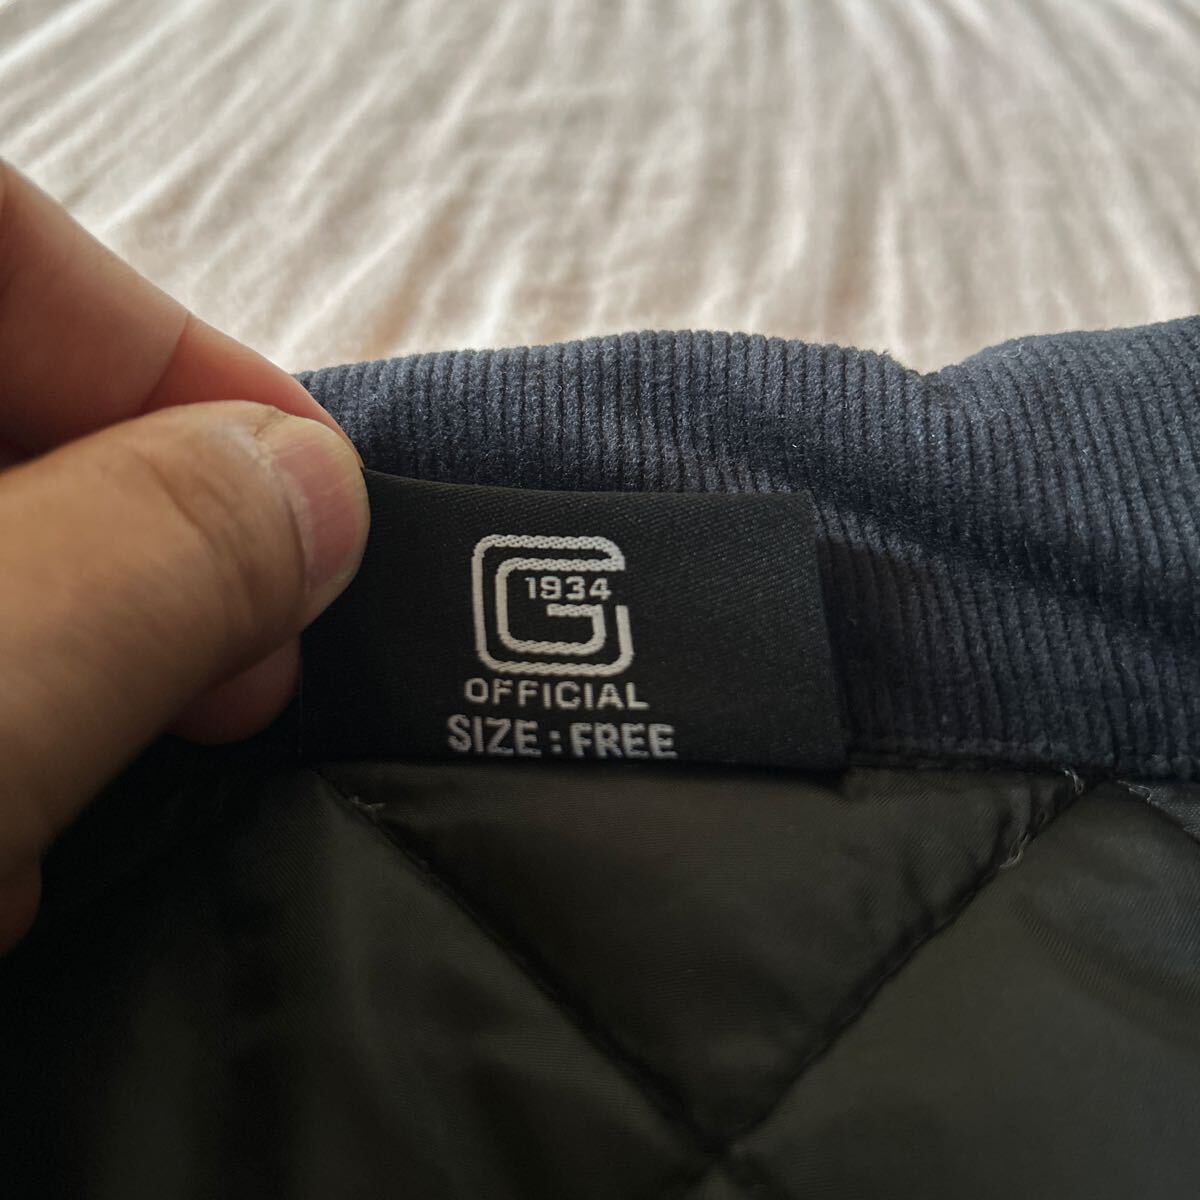 G
1934
OFFICIAL
SIZE : FREE